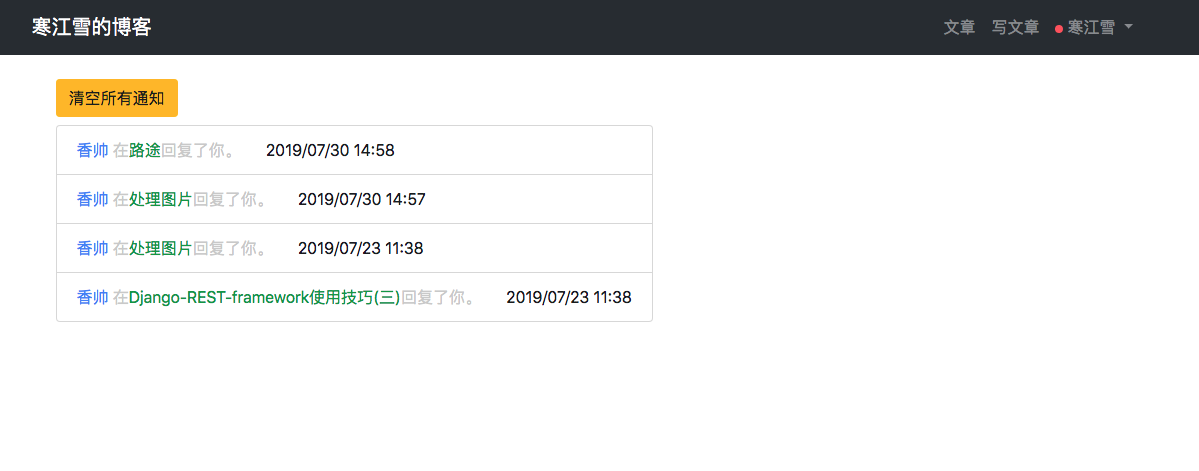 寒江雪的博客 文章 写文章 寒江雪
清空所有通知
香帅 在路途回复了你。 2019/07/30 14:58
香帅 在处理图片回复了你。 2019/07/30 14:57
香帅 在处理图片回复了你。 2019/07/23 11:38
香帅 在Django-REST-framework使用技巧(三)回复了你。 2019/07/23 11:38